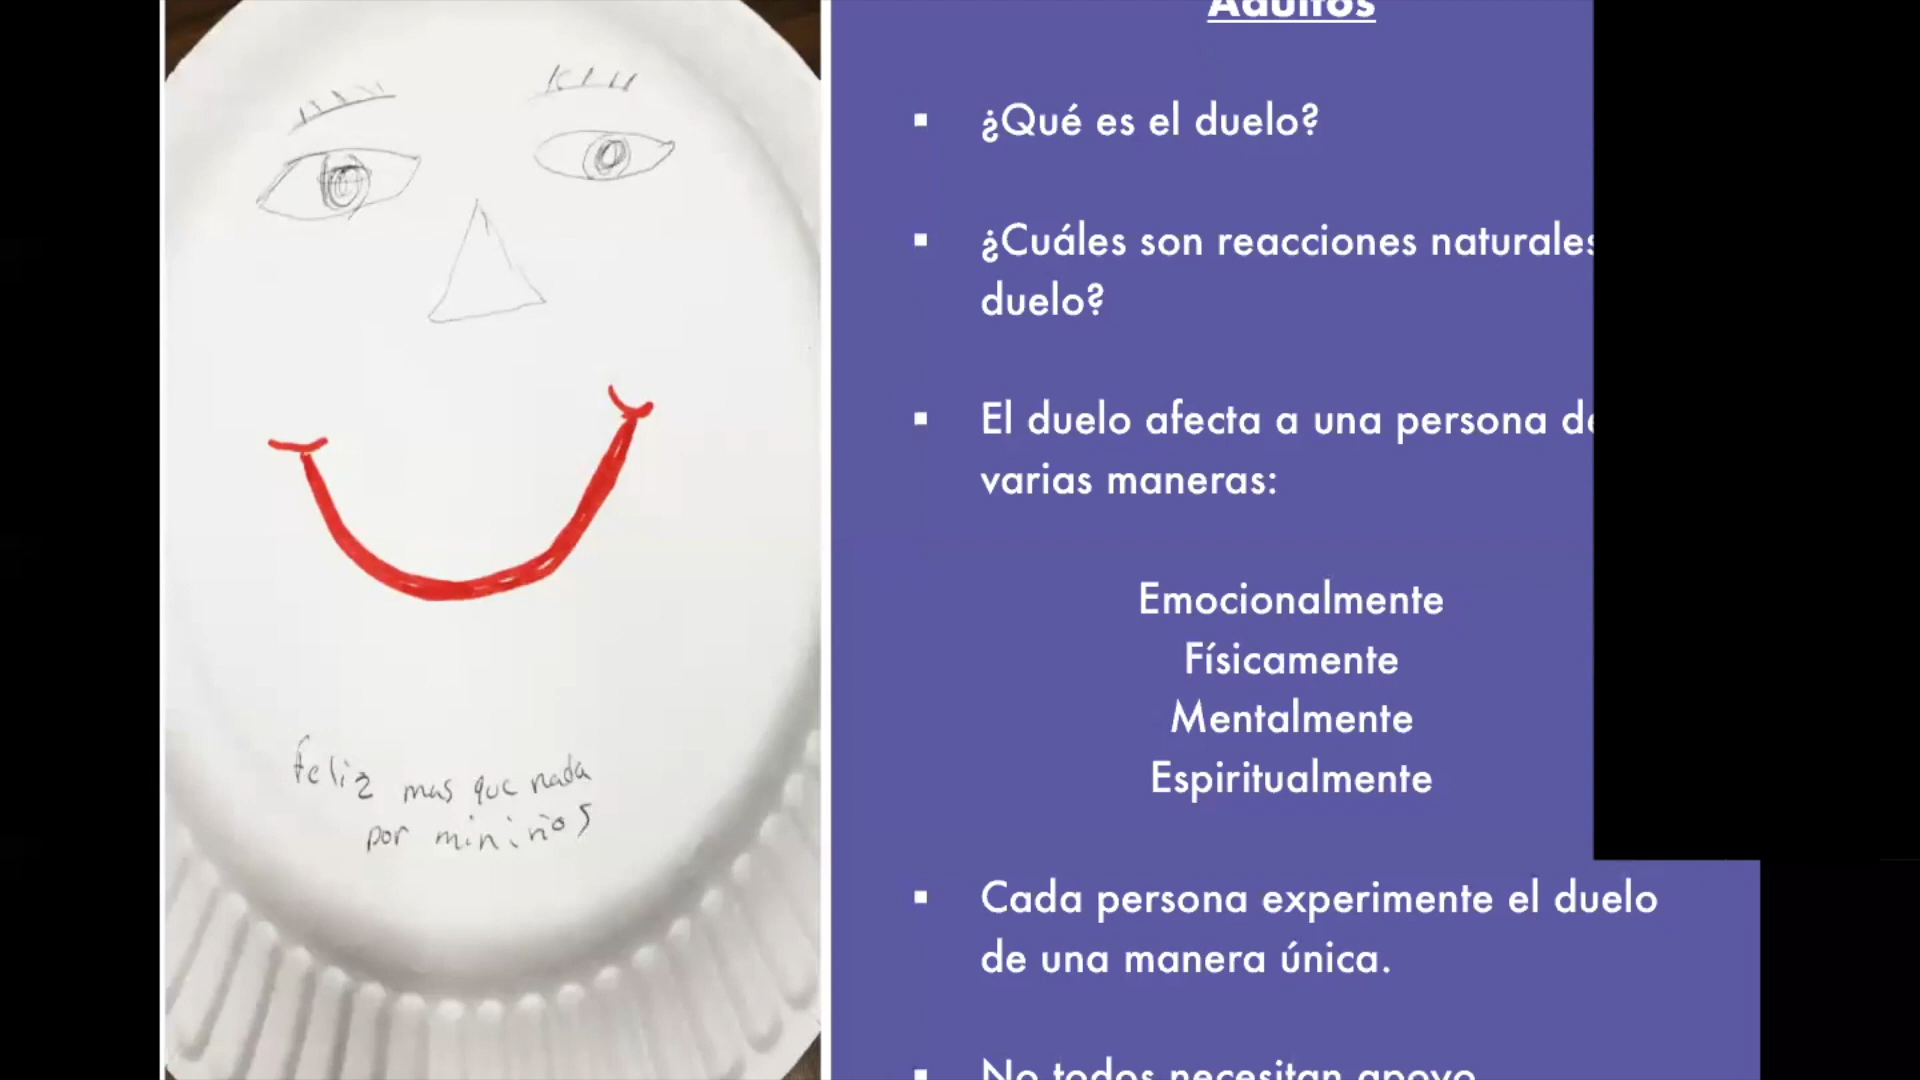 feliz mas que nada
por mi niños
Adultos
▪ ¿Qué es el duelo?
▪ ¿Cuáles son reacciones naturales
duelo?
▪ El duelo afecta a una persona de
varias maneras:
Emocionalmente
Físicamente
Mentalmente
Espiritualmente
▪ Cada persona experimente el duelo
de una manera única.
▪ No todos necesitan apoyo